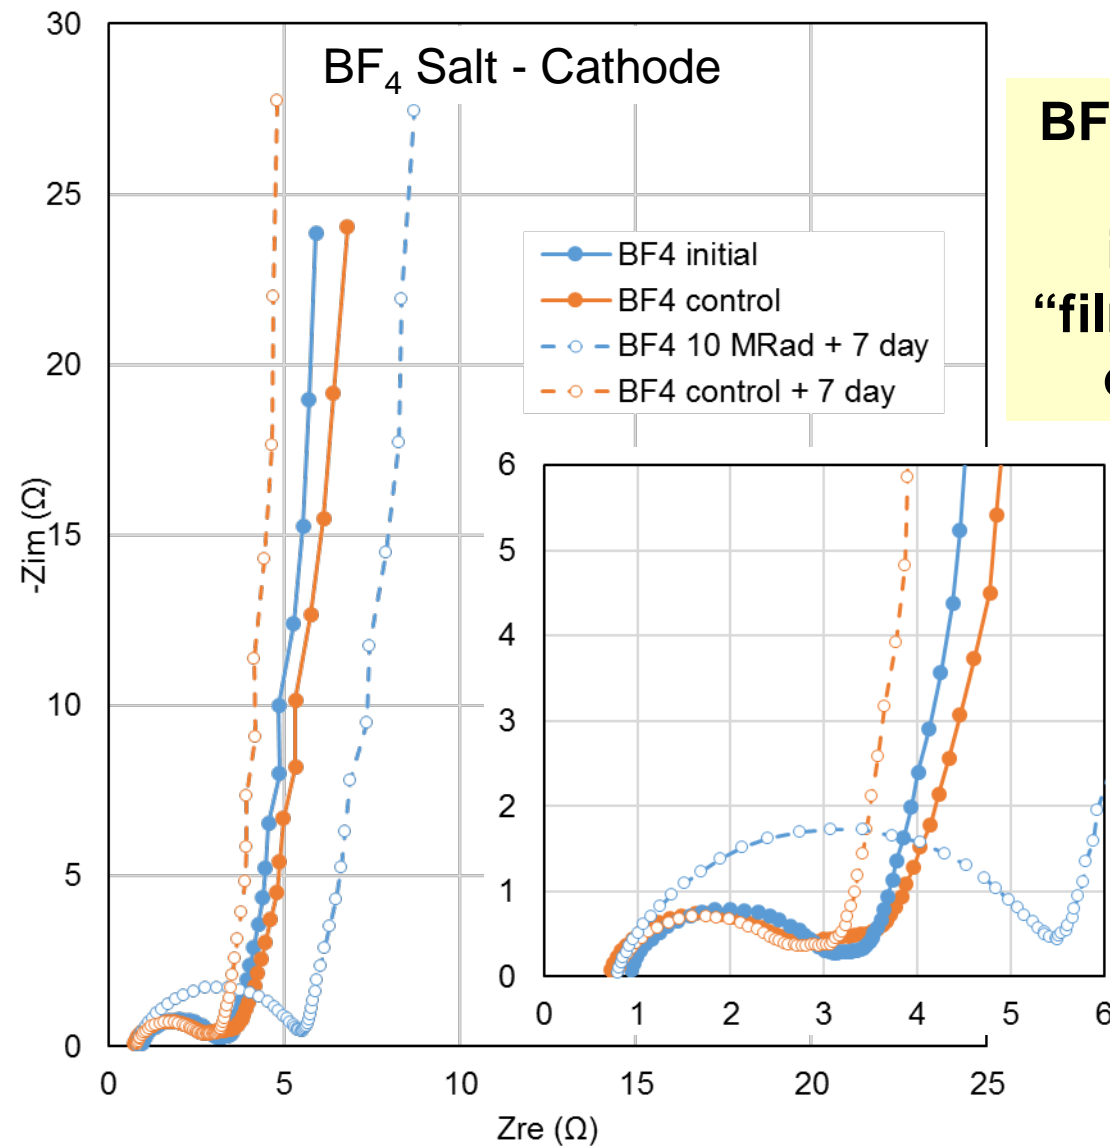 BF₄ Salt - Cathode
BF
“fil
BF4 initial
BF4 control
BF4 10 MRad + 7 day
BF4 control + 7 day
30
25
20
15
10
5
0
-Zim (Ω)
0 5 10 15 20 25
Zre (Ω)
6
5
4
3
2
1
0
0 1 2 3 4 5 6